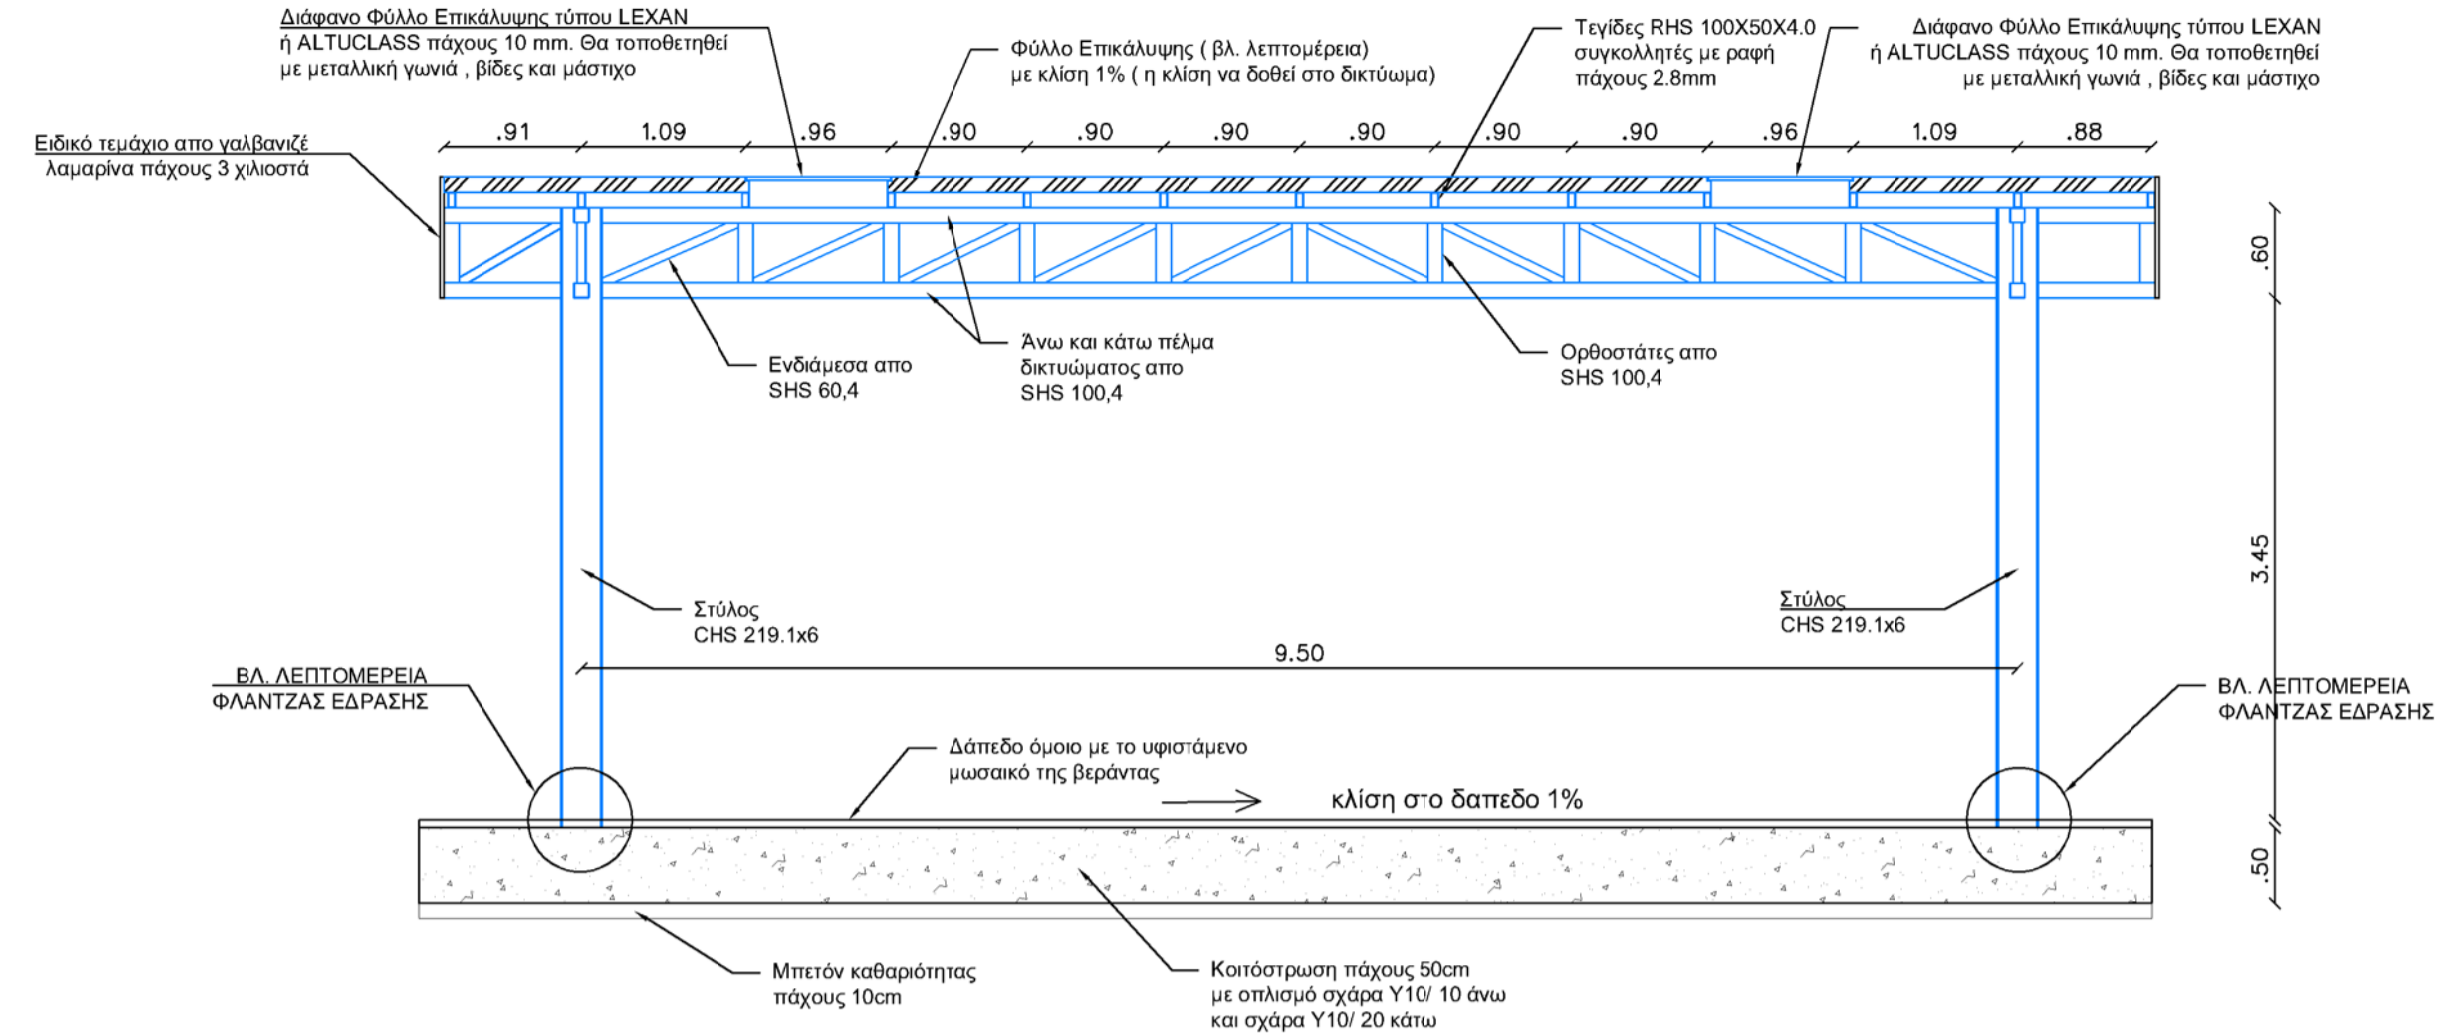 Διάφανο Φύλλο Επικάλυψης τύπου LEXAN
ή ALTUCLASS πάχους 10 mm. Θα τοποθετηθεί
με μεταλλική γωνιά , βίδες και μάστιχο
Φύλλο Επικάλυψης ( βλ. λεπτομέρεια)
με κλίση 1% ( η κλίση να δοθεί στο δικτύωμα)
Τεγίδες RHS 100X50X4.0
συγκολλητές με ραφή
πάχους 2.8mm
Διάφανο Φύλλο Επικάλυψης τύπου LEXAN
ή ALTUCLASS πάχους 10 mm. Θα τοποθετηθεί
με μεταλλική γωνιά , βίδες και μάστιχο
Ειδικό τεμάχιο απο γαλβανιζέ
λαμαρίνα πάχους 3 χιλιοστά
.91 1.09 .96 .90 .90 .90 .90 .90 .90 .96 1.09 .88
.60
Ενδιάμεσα απο
SHS 60,4
Άνω και κάτω πέλμα
δικτυώματος απο
SHS 100,4
Ορθοστάτες απο
SHS 100,4
3.45
Στύλος
CHS 219.1x6
Στύλος
CHS 219.1x6
9.50
ΒΛ. ΛΕΠΤΟΜΕΡΕΙΑ
ΦΛΑΝΤΖΑΣ ΕΔΡΑΣΗΣ
ΒΛ. ΛΕΠΤΟΜΕΡΕΙΑ
ΦΛΑΝΤΖΑΣ ΕΔΡΑΣΗΣ
Δάπεδο όμοιο με το υφιστάμενο
μωσαικό της βεράντας
κλίση στο δαπεδο 1%
.50
Μπετόν καθαριότητας
πάχους 10cm
Κοιτόστρωση πάχους 50cm
με οπλισμό σχάρα Y10/ 10 άνω
και σχάρα Y10/ 20 κάτω